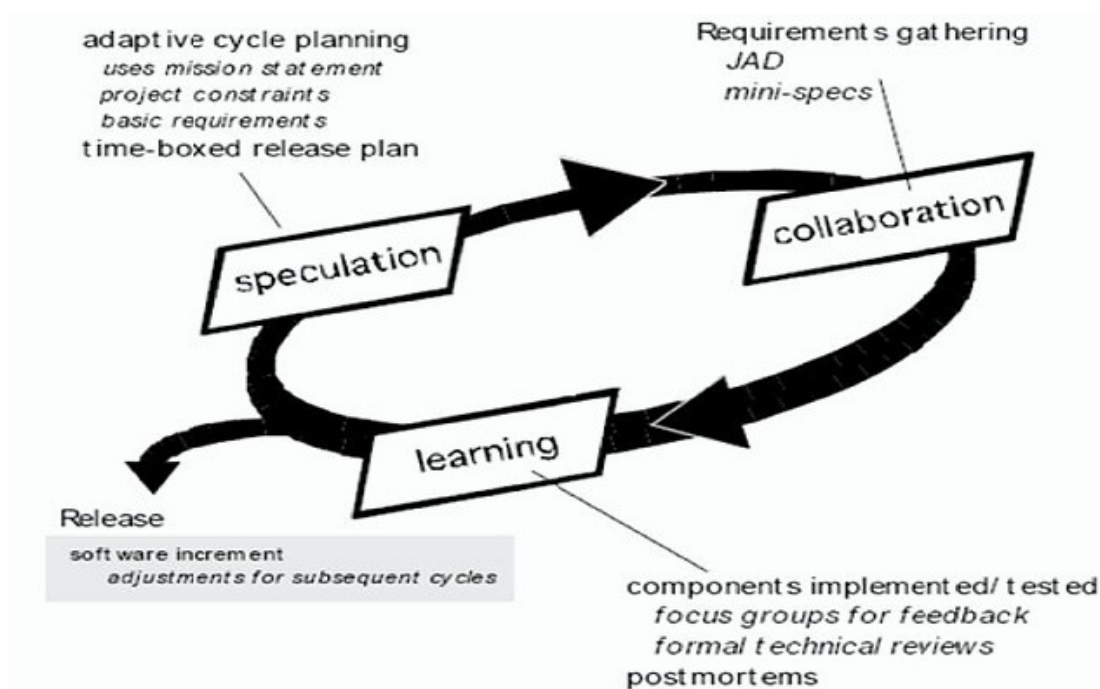 adaptive cycle planning
uses mission statement
project constraints
basic requirements
time-boxed release plan
Requirements gathering
JAD
mini-specs
speculation
collaboration
learning
Release
software increment
adjustments for subsequent cycles
components implemented/ tested
focus groups for feedback
formal technical reviews
postmortems